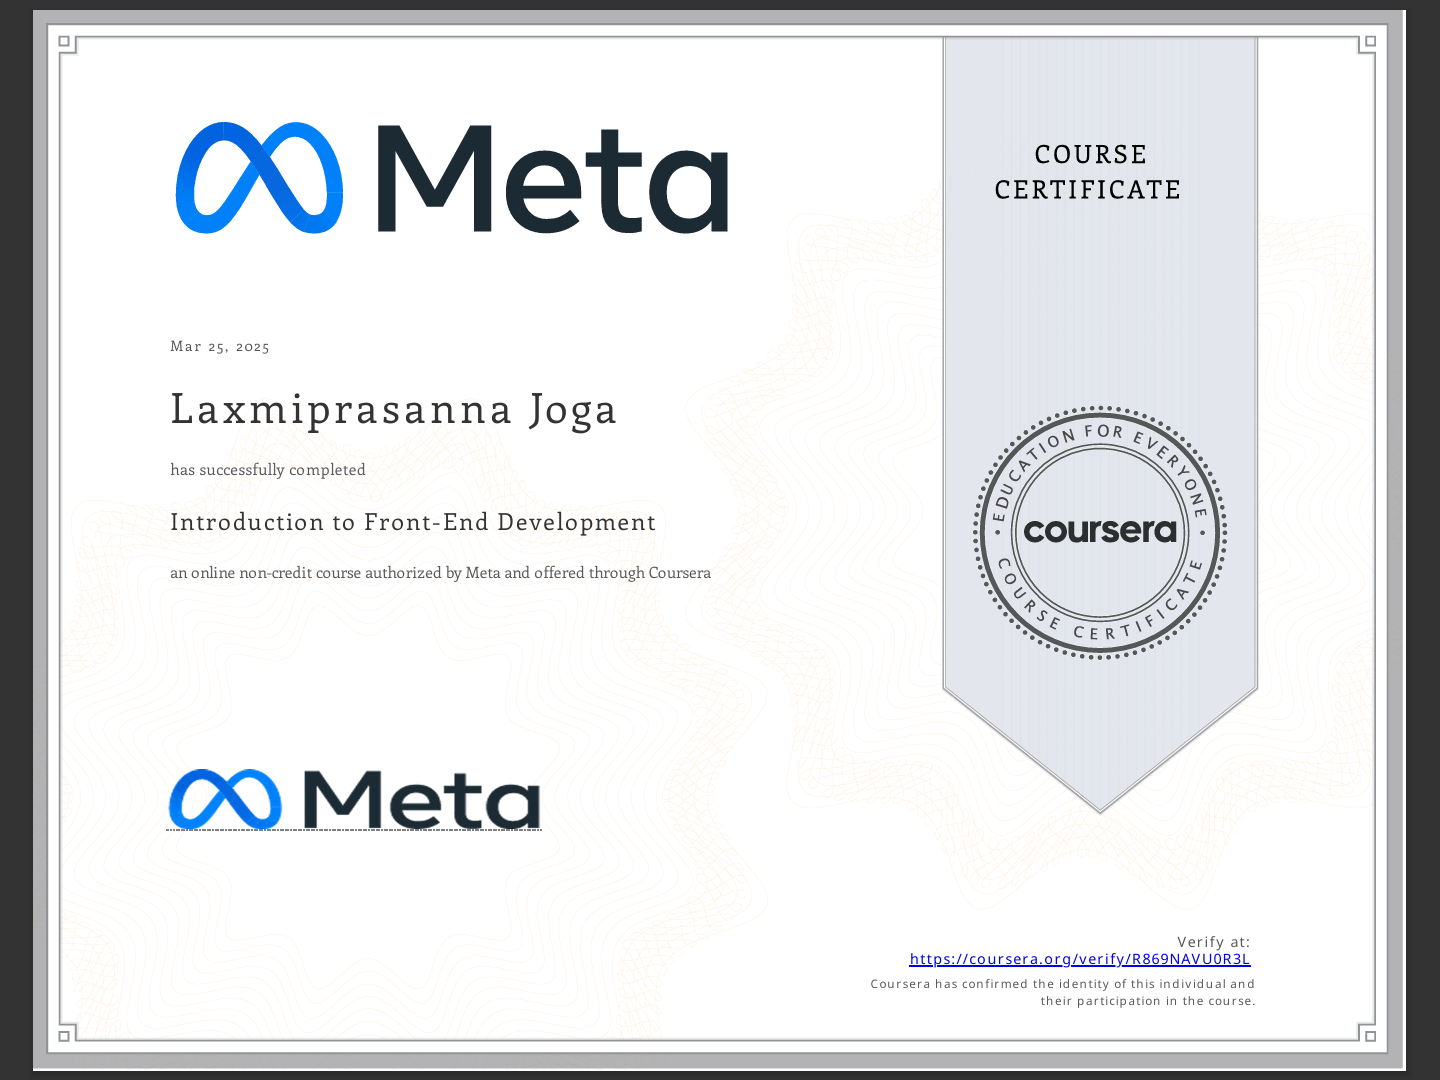 Meta
COURSE
CERTIFICATE
Mar 25, 2025
Laxmiprasanna Joga
has successfully completed
Introduction to Front-End Development
an online non-credit course authorized by Meta and offered through Coursera
EDUCATION FOR EVERYONE
coursera
COURSE CERTIFICATE
Meta
Verify at:
https://coursera.org/verify/R869NAVU0R3L
Coursera has confirmed the identity of this individual and
their participation in the course.